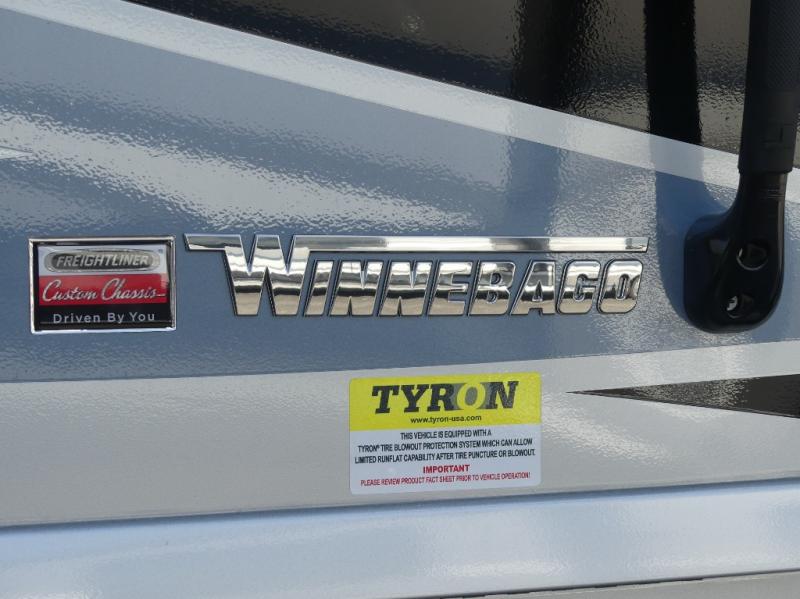 FREIGHTLINER
Custom Chassis
Driven By You
WINNEBAGO
TYRON
www.tyron-usa.com
THIS VEHICLE IS EQUIPPED WITH A
TYRON® TIRE BLOWOUT PROTECTION SYSTEM WHICH CAN ALLOW
LIMITED RUNFLAT CAPABILITY AFTER TIRE PUNCTURE OR BLOWOUT.
IMPORTANT
PLEASE REVIEW PRODUCT FACT SHEET PRIOR TO VEHICLE OPERATION!